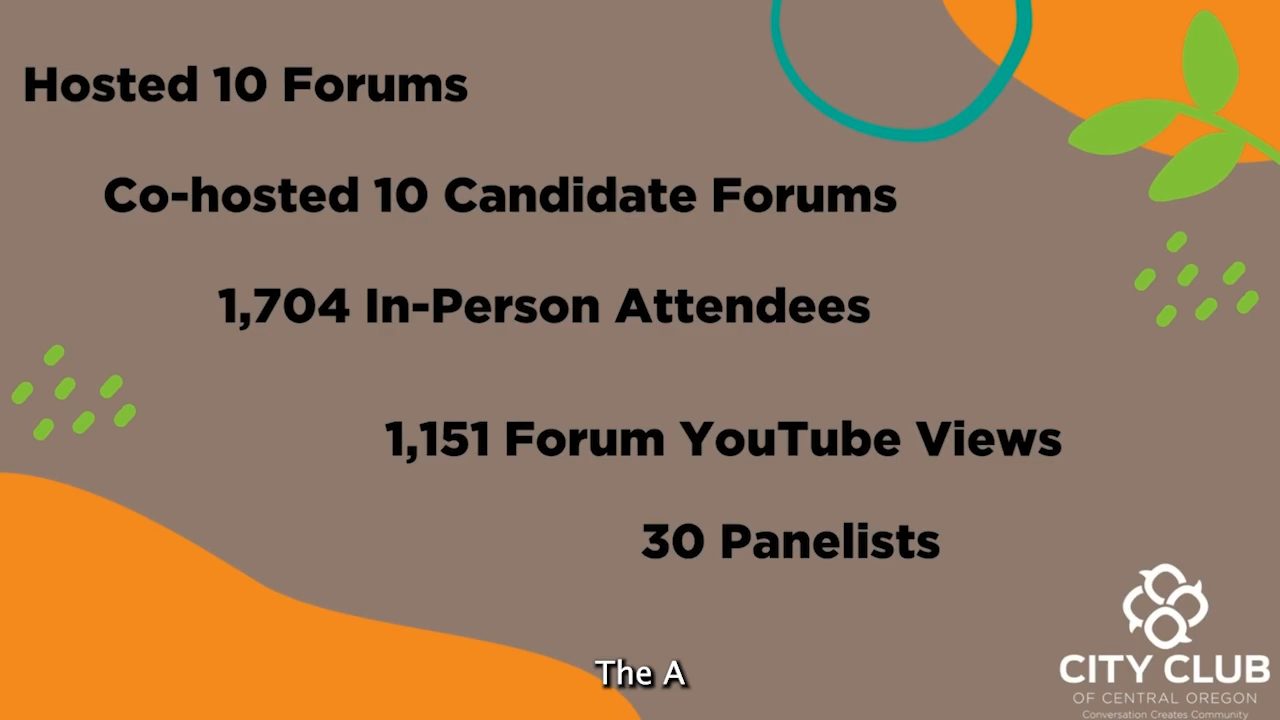 Hosted 10 Forums
Co-hosted 10 Candidate Forums
1,704 In-Person Attendees
1,151 Forum YouTube Views
30 Panelists
CITY CLUB
OF CENTRAL OREGON
Conversation Creates Community
The A